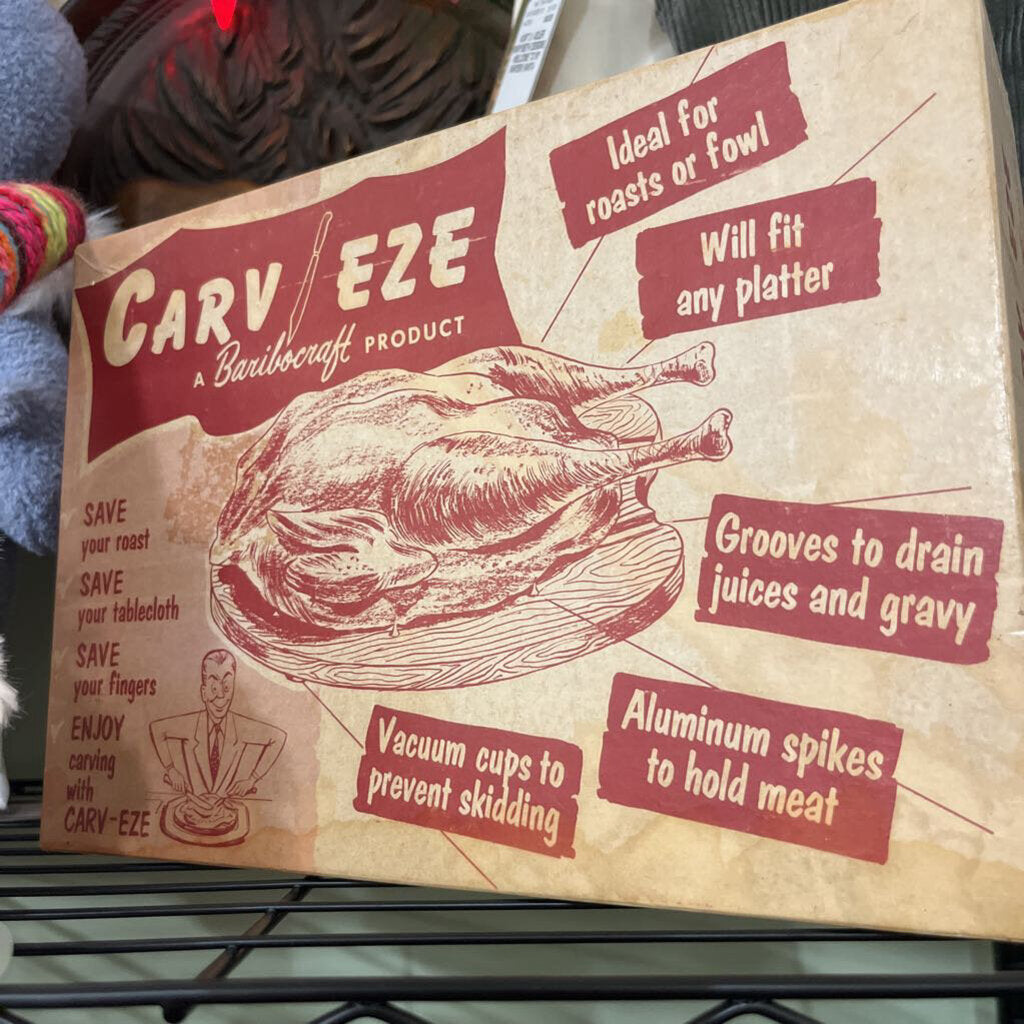 CARV EZE
A Baribocraft PRODUCT
Ideal for
roasts or fowl
Will fit
any platter
Grooves to drain
juices and gravy
Aluminum spikes
to hold meat
Vacuum cups to
prevent skidding
SAVE
your roast
SAVE
your tablecloth
SAVE
your fingers
ENJOY
carving
with
CARV-EZE